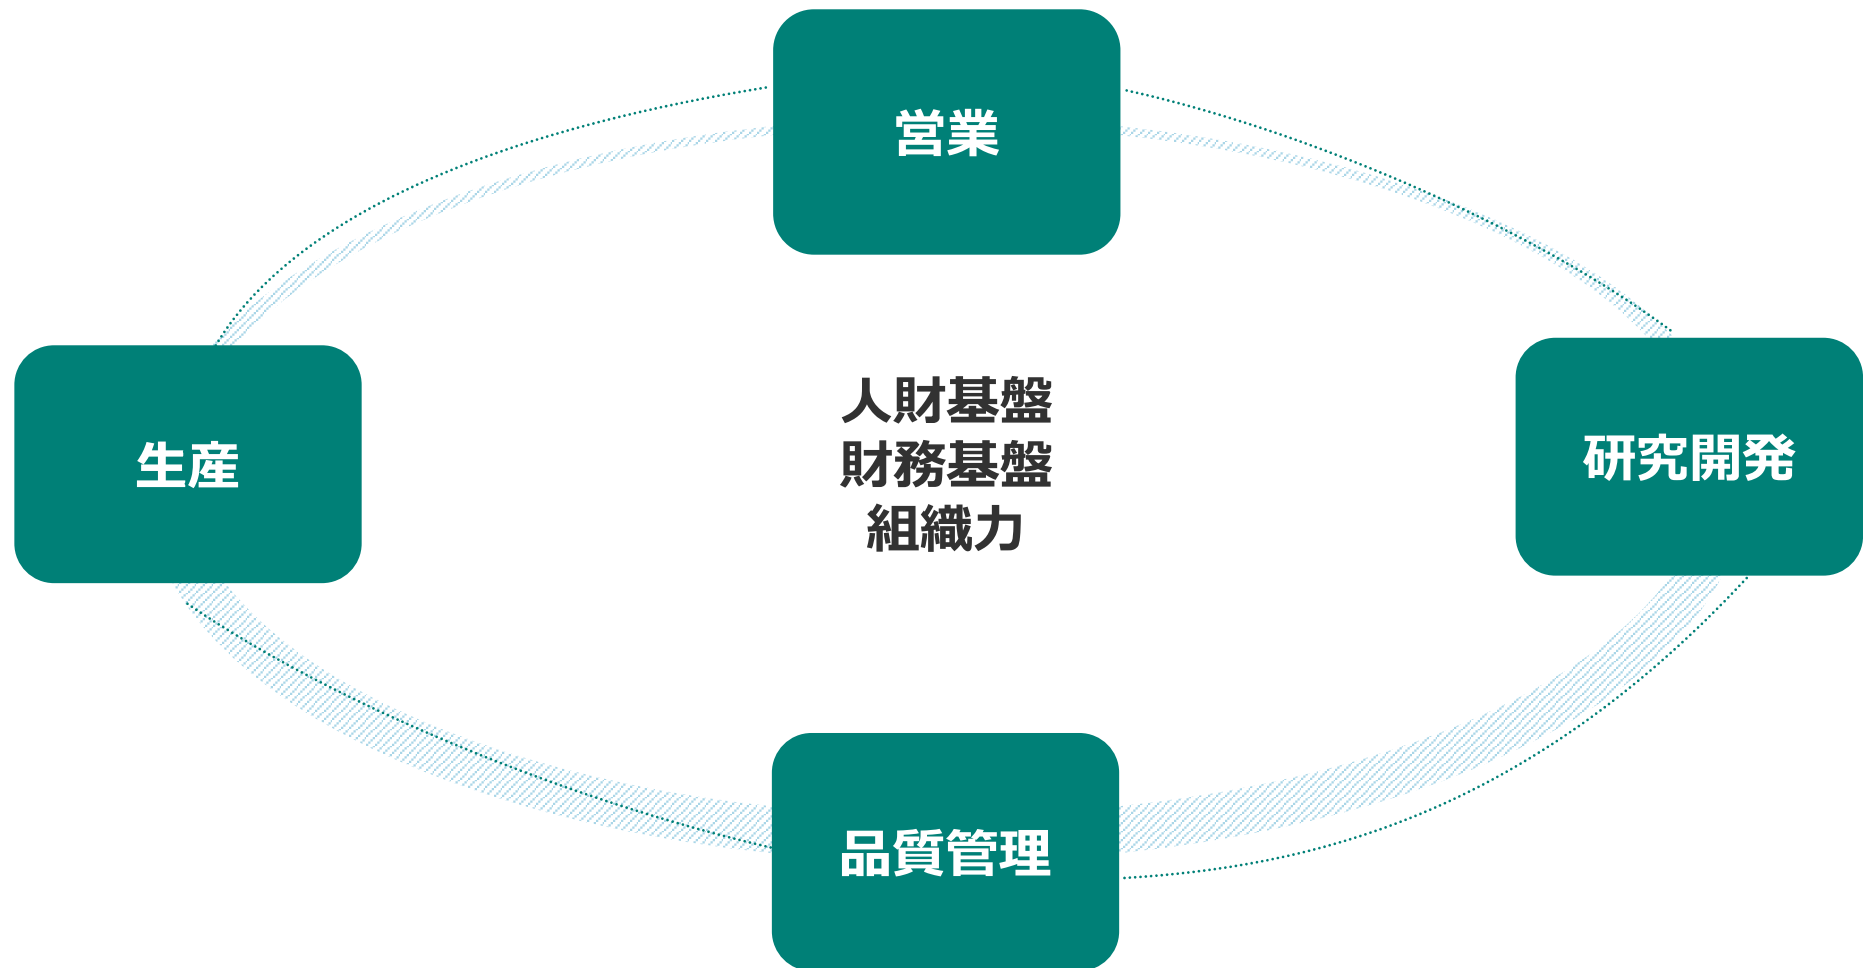 営業
人財基盤
財務基盤
組織力
生産
研究開発
品質管理